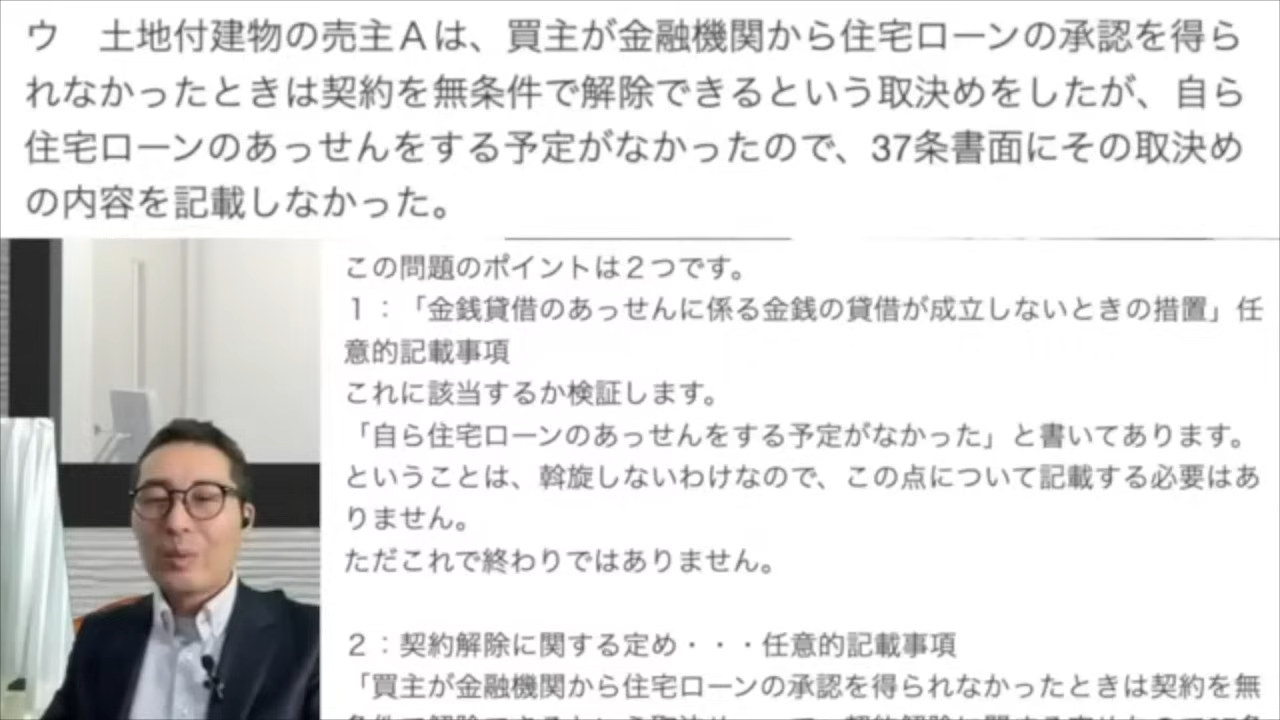 ウ　土地付建物の売主Ａは、買主が金融機関から住宅ローンの承認を得ら
れなかったときは契約を無条件で解除できるという取決めをしたが、自ら
住宅ローンのあっせんをする予定がなかったので、37条書面にその取決め
の内容を記載しなかった。
この問題のポイントは２つです。
１：「金銭貸借のあっせんに係る金銭の貸借が成立しないときの措置」任
意的記載事項
これに該当するか検証します。
「自ら住宅ローンのあっせんをする予定がなかった」と書いてあります。
ということは、斡旋しないわけなので、この点について記載する必要はあ
りません。
ただこれで終わりではありません。
２：契約解除に関する定め・・・任意的記載事項
「買主が金融機関から住宅ローンの承認を得られなかったときは契約を無